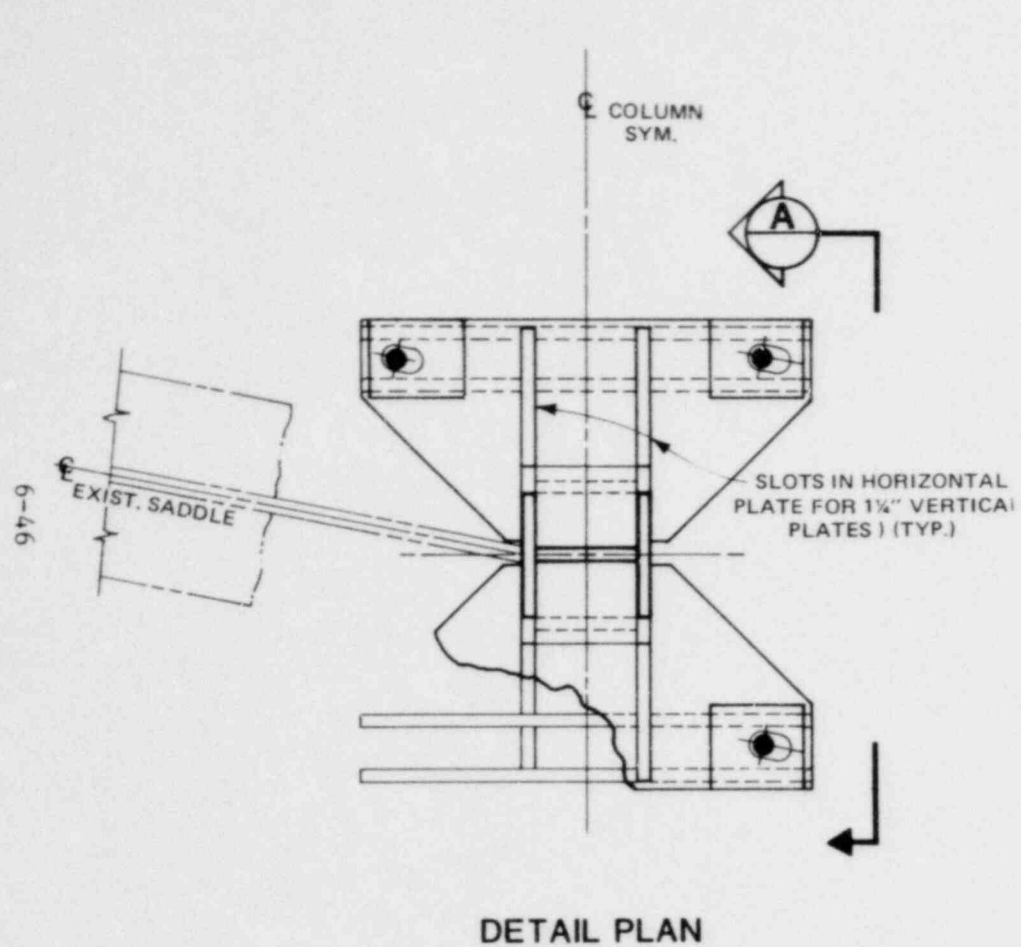 ℄ COLUMN
SYM.
A
℄ EXIST. SADDLE
SLOTS IN HORIZONTAL
PLATE FOR 1¼" VERTICAL
PLATES ) (TYP.)
6-46
DETAIL PLAN